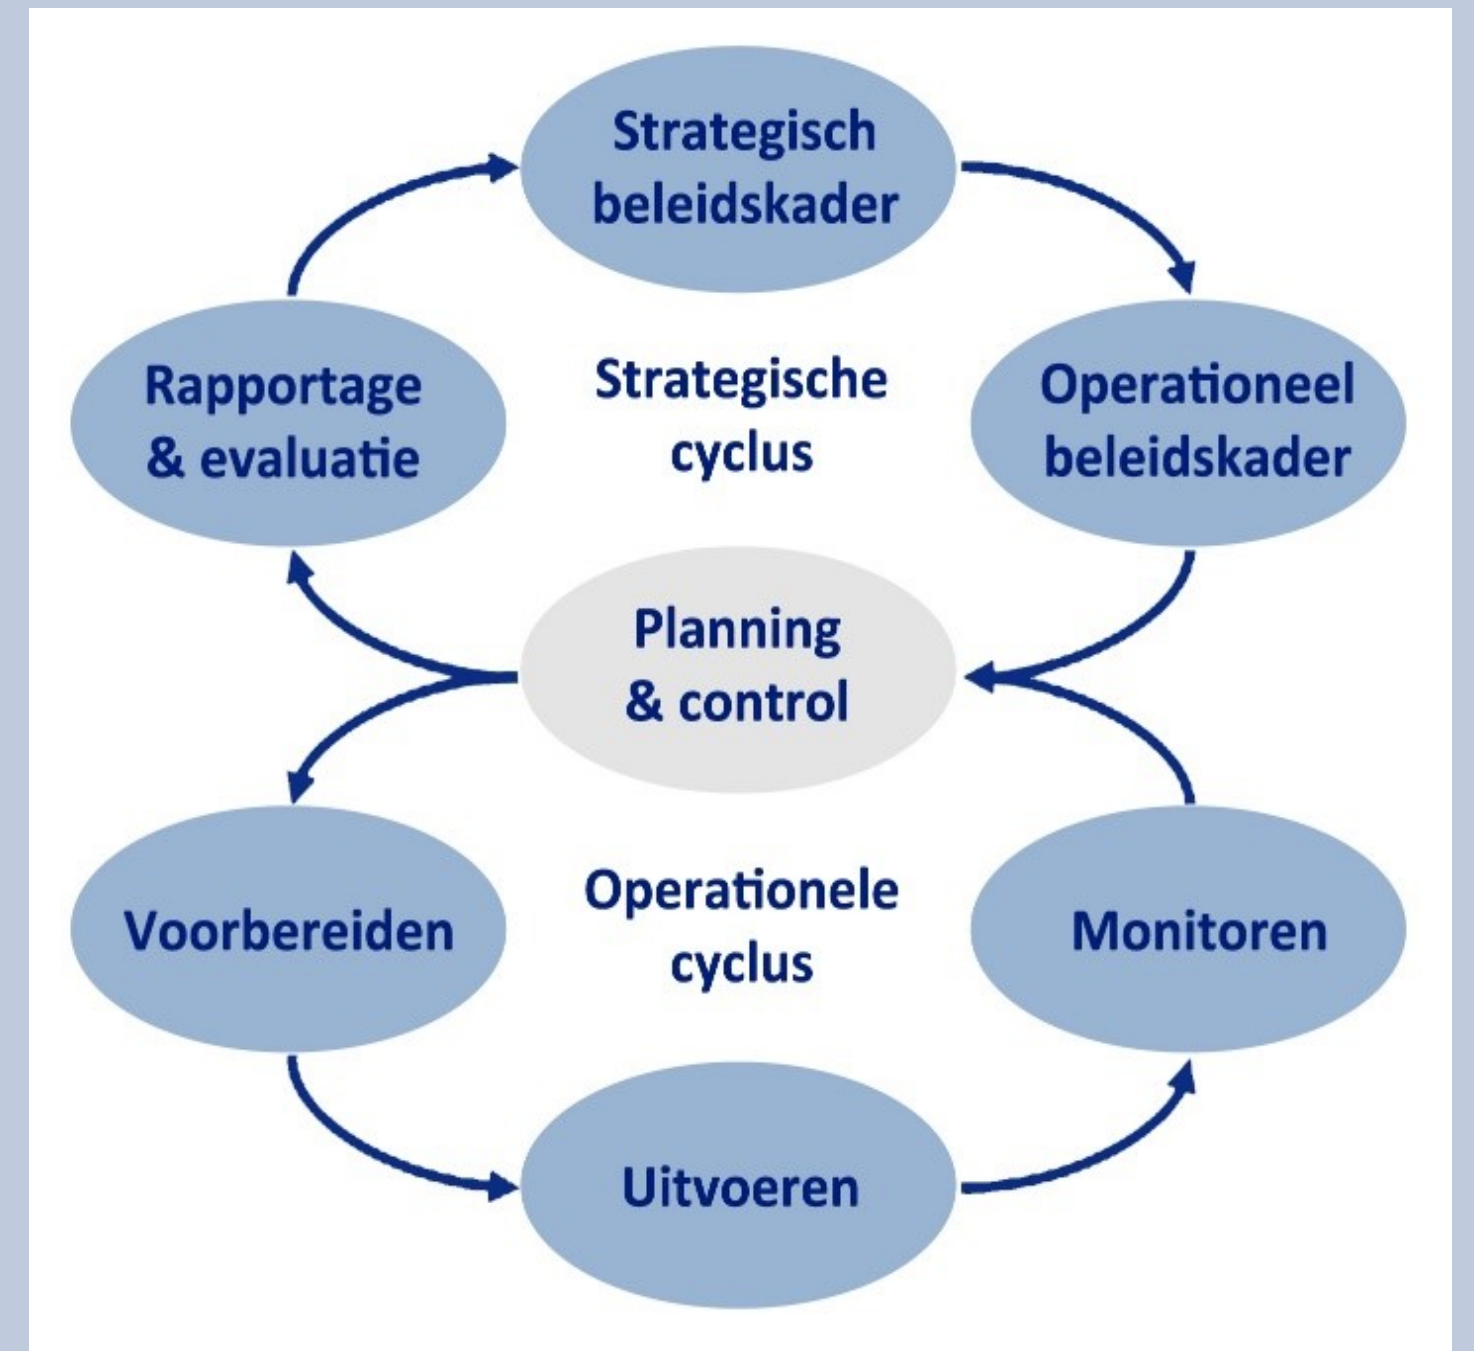 Strategisch
beleidskader
Rapportage
& evaluatie
Strategische
cyclus
Operationeel
beleidskader
Planning
& control
Voorbereiden
Operationele
cyclus
Monitoren
Uitvoeren